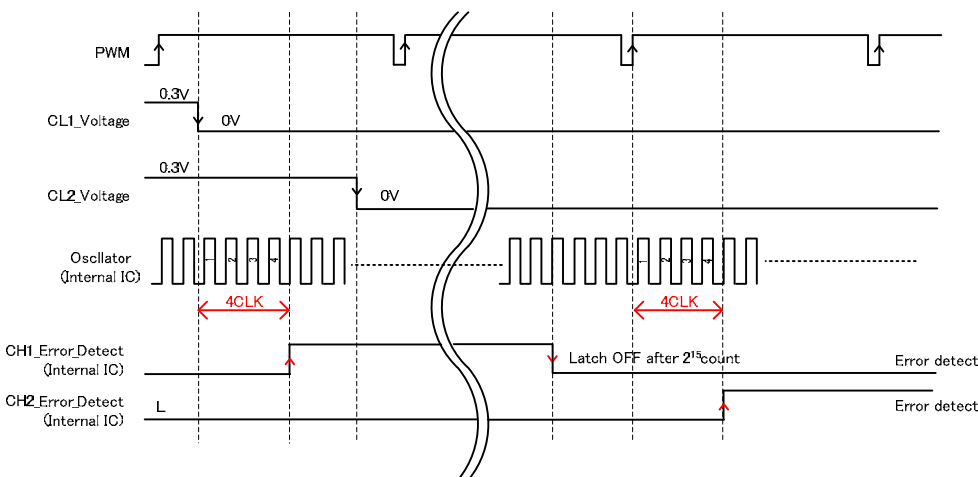 PWM
0.3V
CL1_Voltage
0V
0.3V
CL2_Voltage
0V
Oscllator
(Internal IC)
1 2 3 4
1 2 3 4
4CLK
4CLK
CH1_Error_Detect
(Internal IC)
Latch OFF after 2¹⁵count
Error detect
CH2_Error_Detect
(Internal IC)
L
Error detect